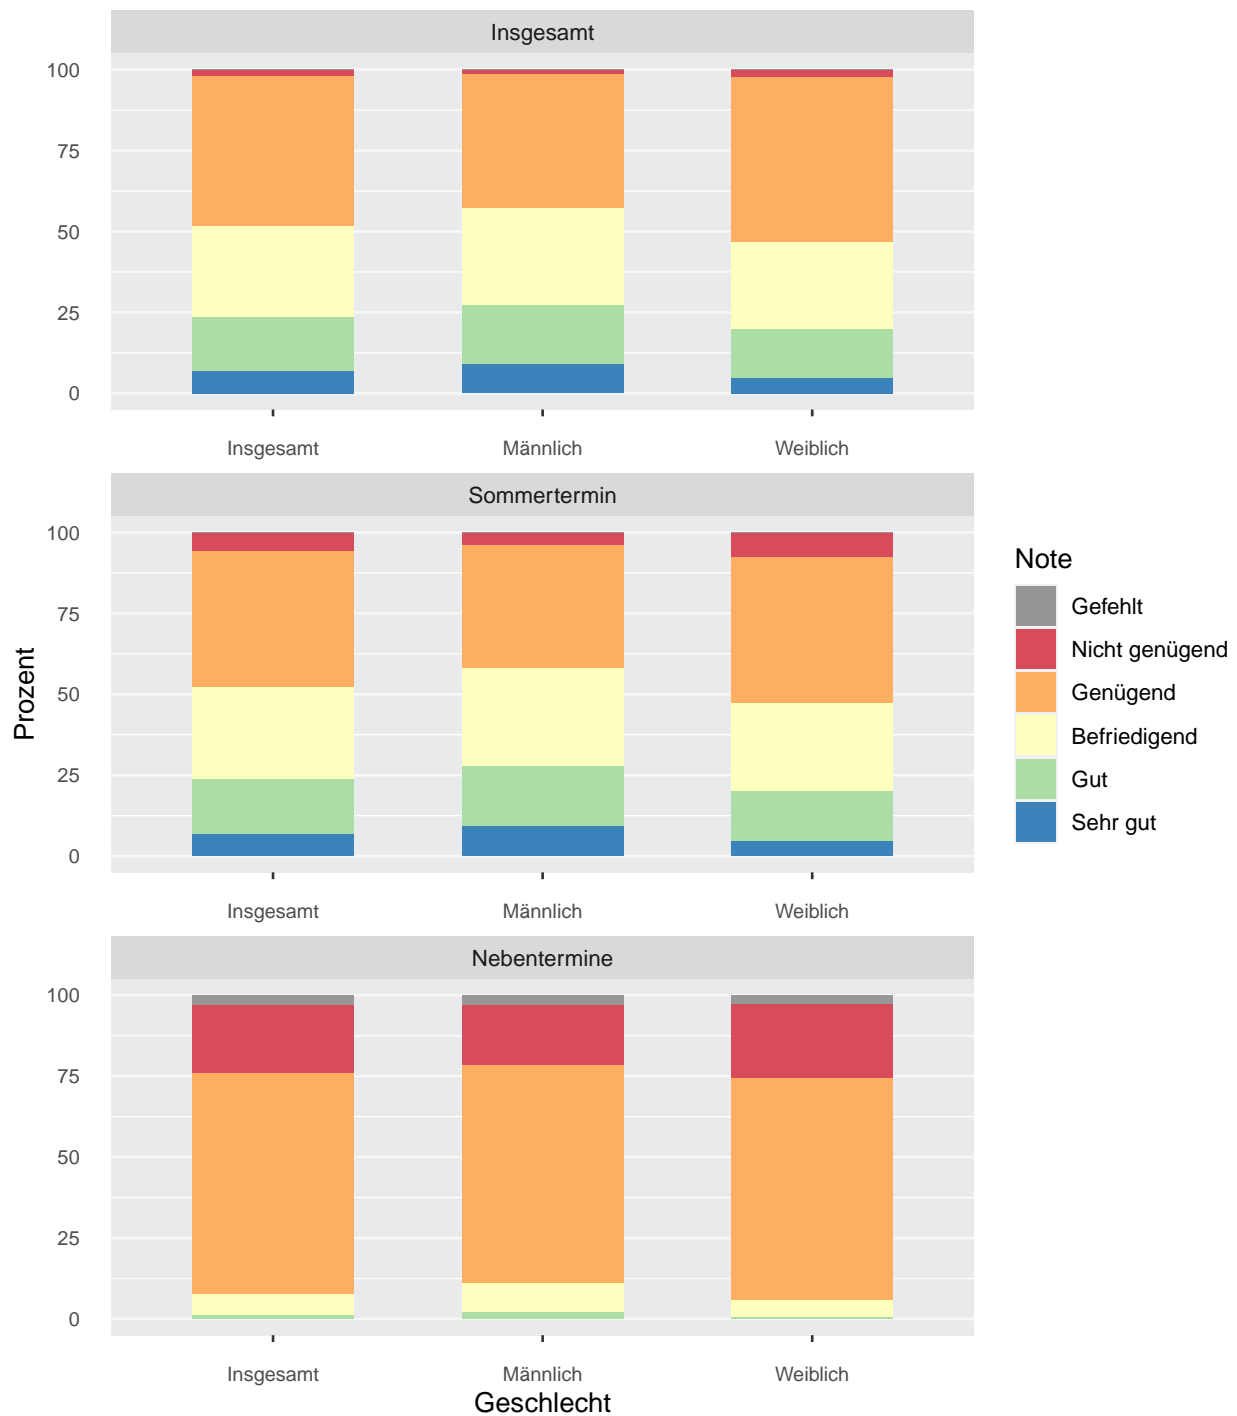 Insgesamt
100
75
50
25
0
Insgesamt Männlich Weiblich
Sommertermin
100
75
50
25
0
Insgesamt Männlich Weiblich
Nebentermine
100
75
50
25
0
Insgesamt Männlich Weiblich
Geschlecht
Prozent
Note
Gefehlt
Nicht genügend
Genügend
Befriedigend
Gut
Sehr gut